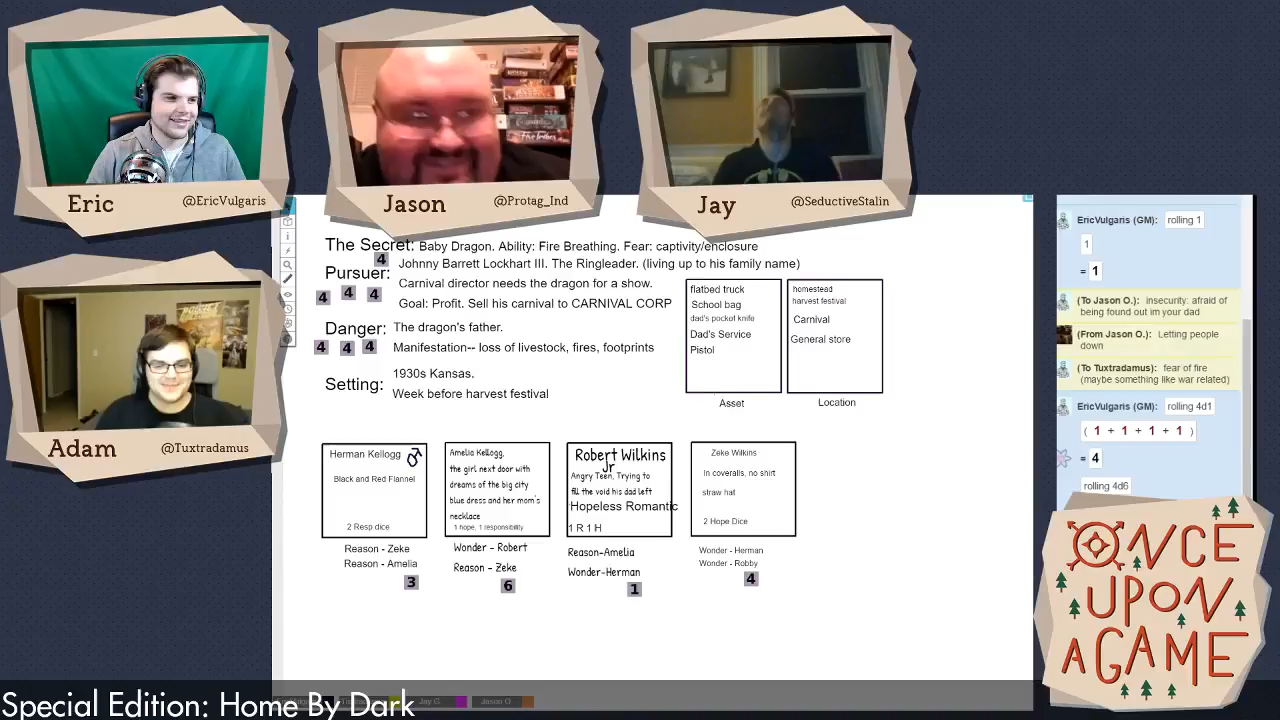 Eric @EricVulgaris
Jason @Protag_Ind
Jay @SeductiveStalin
Adam @Tuxtradamus
The Secret: Baby Dragon. Ability: Fire Breathing. Fear: captivity/enclosure
4
Pursuer: Johnny Barrett Lockhart III. The Ringleader. (living up to his family name)
Carnival director needs the dragon for a show.
4 4 4
Goal: Profit. Sell his carnival to CARNIVAL CORP
Danger: The dragon's father.
4 4 4
Manifestation-- loss of livestock, fires, footprints
Setting: 1930s Kansas.
Week before harvest festival
flatbed truck
School bag
dad's pocket knife
Dad's Service
Pistol
Asset
homestead
harvest festival
Carnival
General store
Location
Herman Kellogg
Black and Red Flannel
2 Resp dice
Reason - Zeke
Reason - Amelia
3
Amelia Kellogg,
the girl next door with
dreams of the big city
blue dress and her mom's
necklace
1 hope, 1 responsibility
Wonder - Robert
Reason - Zeke
6
Robert Wilkins
Jr
Angry Teen, Trying to
fill the void his dad left
Hopeless Romantic
1 R 1 H
Reason-Amelia
Wonder-Herman
1
Zeke Wilkins
In coveralls, no shirt
straw hat
2 Hope Dice
Wonder - Herman
Wonder - Robby
4
EricVulgaris (GM): rolling 1
1
= 1
(To Jason O.): insecurity: afraid of
being found out im your dad
(From Jason O.): Letting people
down
(To Tuxtradamus): fear of fire
(maybe something like war related)
EricVulgaris (GM): rolling 4d1
( 1 + 1 + 1 + 1 )
= 4
rolling 4d6
ONCE
UPON
A GAME
Special Edition: Home By Dark
Jay G
Jason O